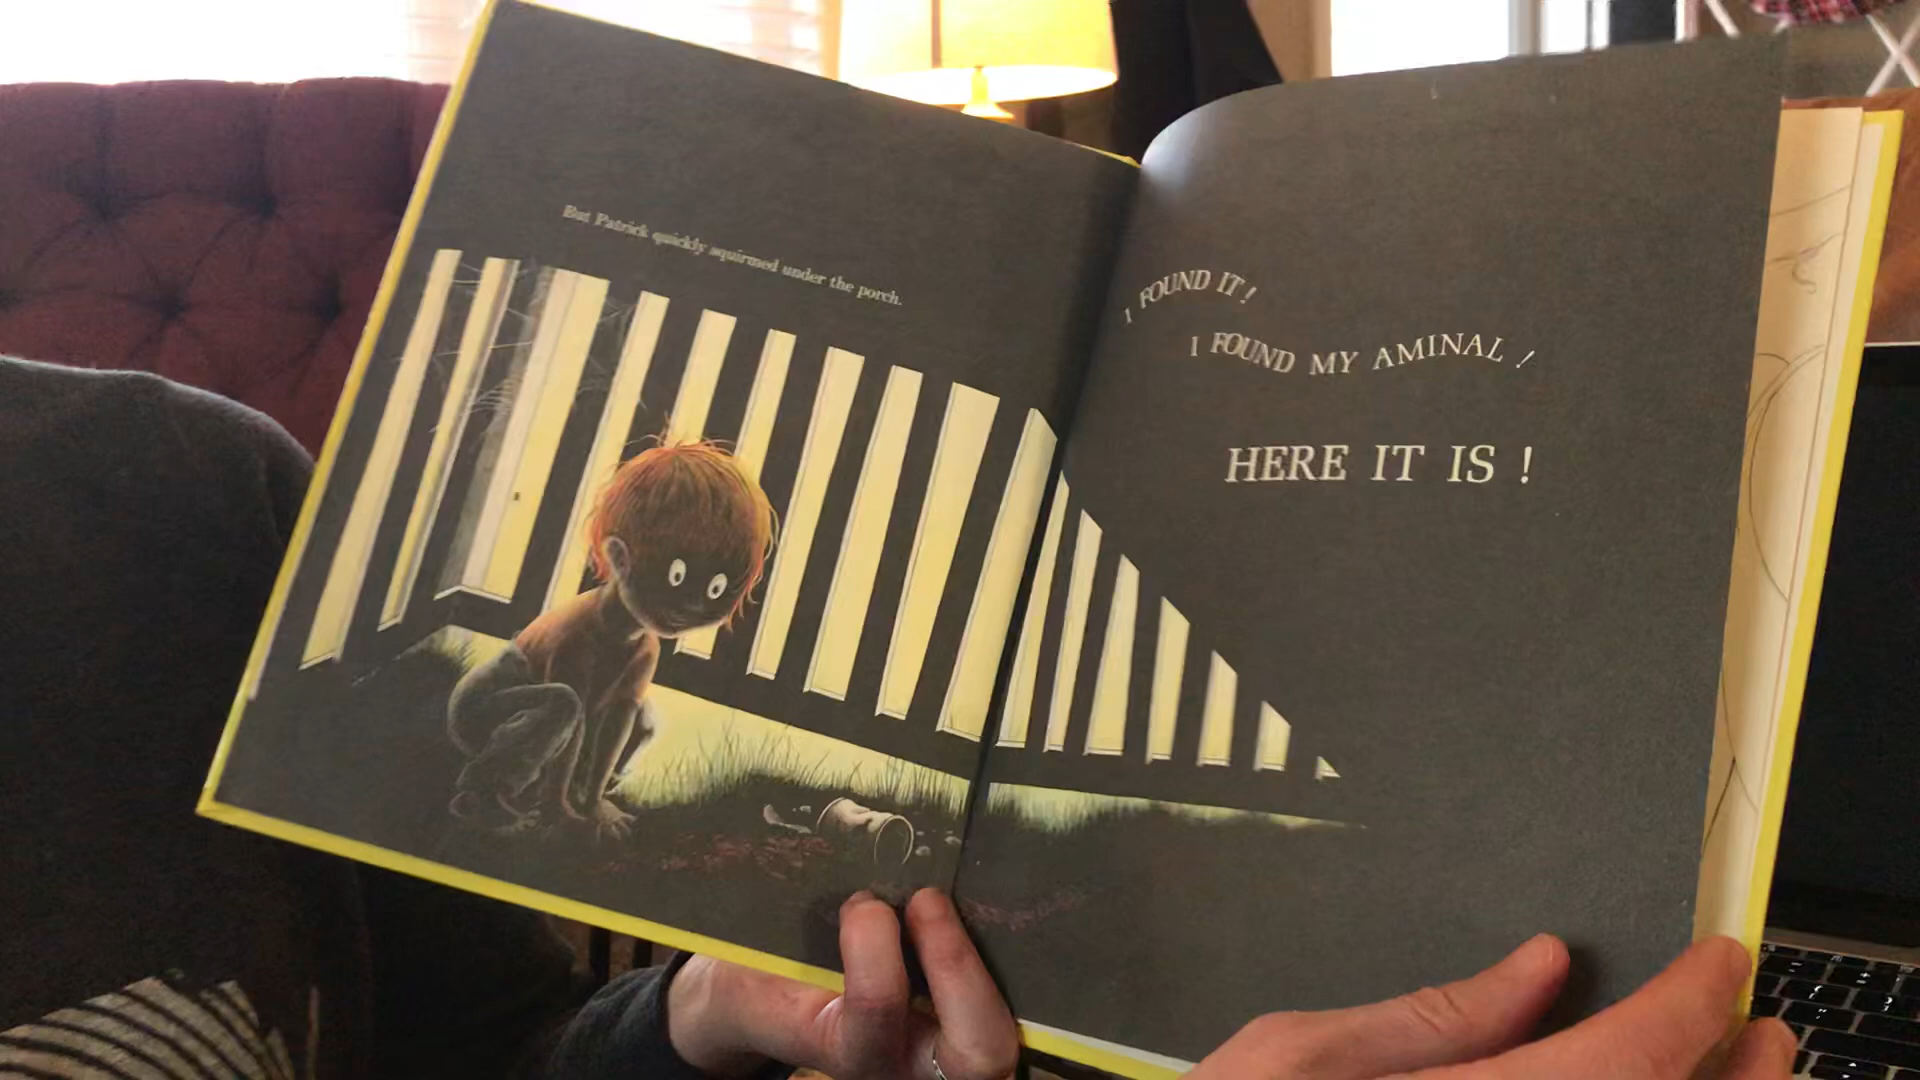 But Patrick quickly squirmed under the porch.
I FOUND IT!
I FOUND MY AMINAL!
HERE IT IS!